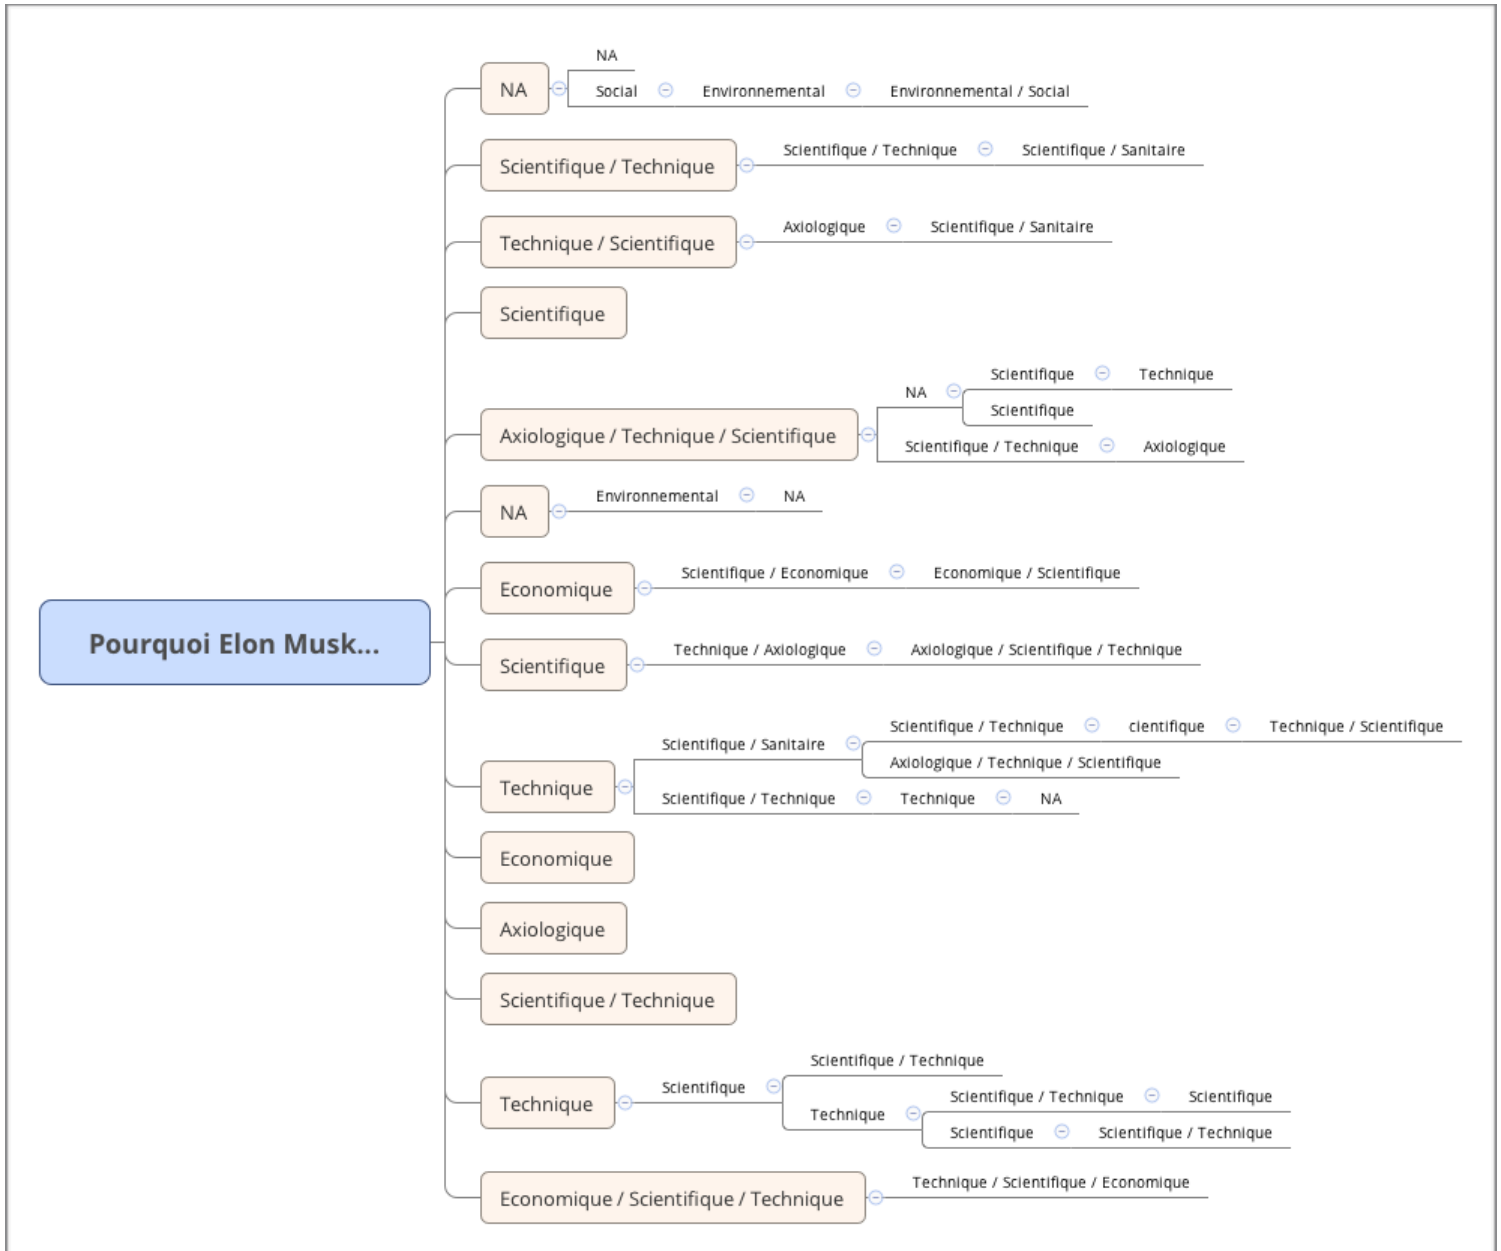 NA
NA
Social
Environnemental
Environnemental / Social
Scientifique / Technique
Scientifique / Technique
Scientifique / Sanitaire
Technique / Scientifique
Axiologique
Scientifique / Sanitaire
Scientifique
Axiologique / Technique / Scientifique
NA
Scientifique
Technique
Scientifique
Scientifique / Technique
Axiologique
NA
Environnemental
NA
Economique
Scientifique / Economique
Economique / Scientifique
Pourquoi Elon Musk...
Scientifique
Technique / Axiologique
Axiologique / Scientifique / Technique
Technique
Scientifique / Sanitaire
Scientifique / Technique
cientifique
Technique / Scientifique
Axiologique / Technique / Scientifique
Scientifique / Technique
Technique
NA
Economique
Axiologique
Scientifique / Technique
Technique
Scientifique
Scientifique / Technique
Technique
Scientifique / Technique
Scientifique
Scientifique
Scientifique / Technique
Economique / Scientifique / Technique
Technique / Scientifique / Economique